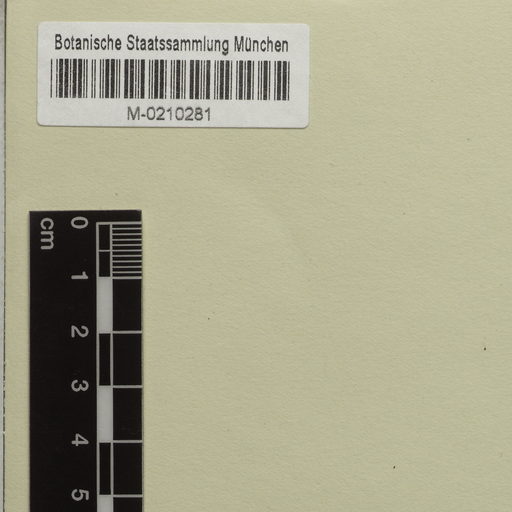 Botanische Staatssammlung München
M-0210281
cm
0
1
2
3
4
5